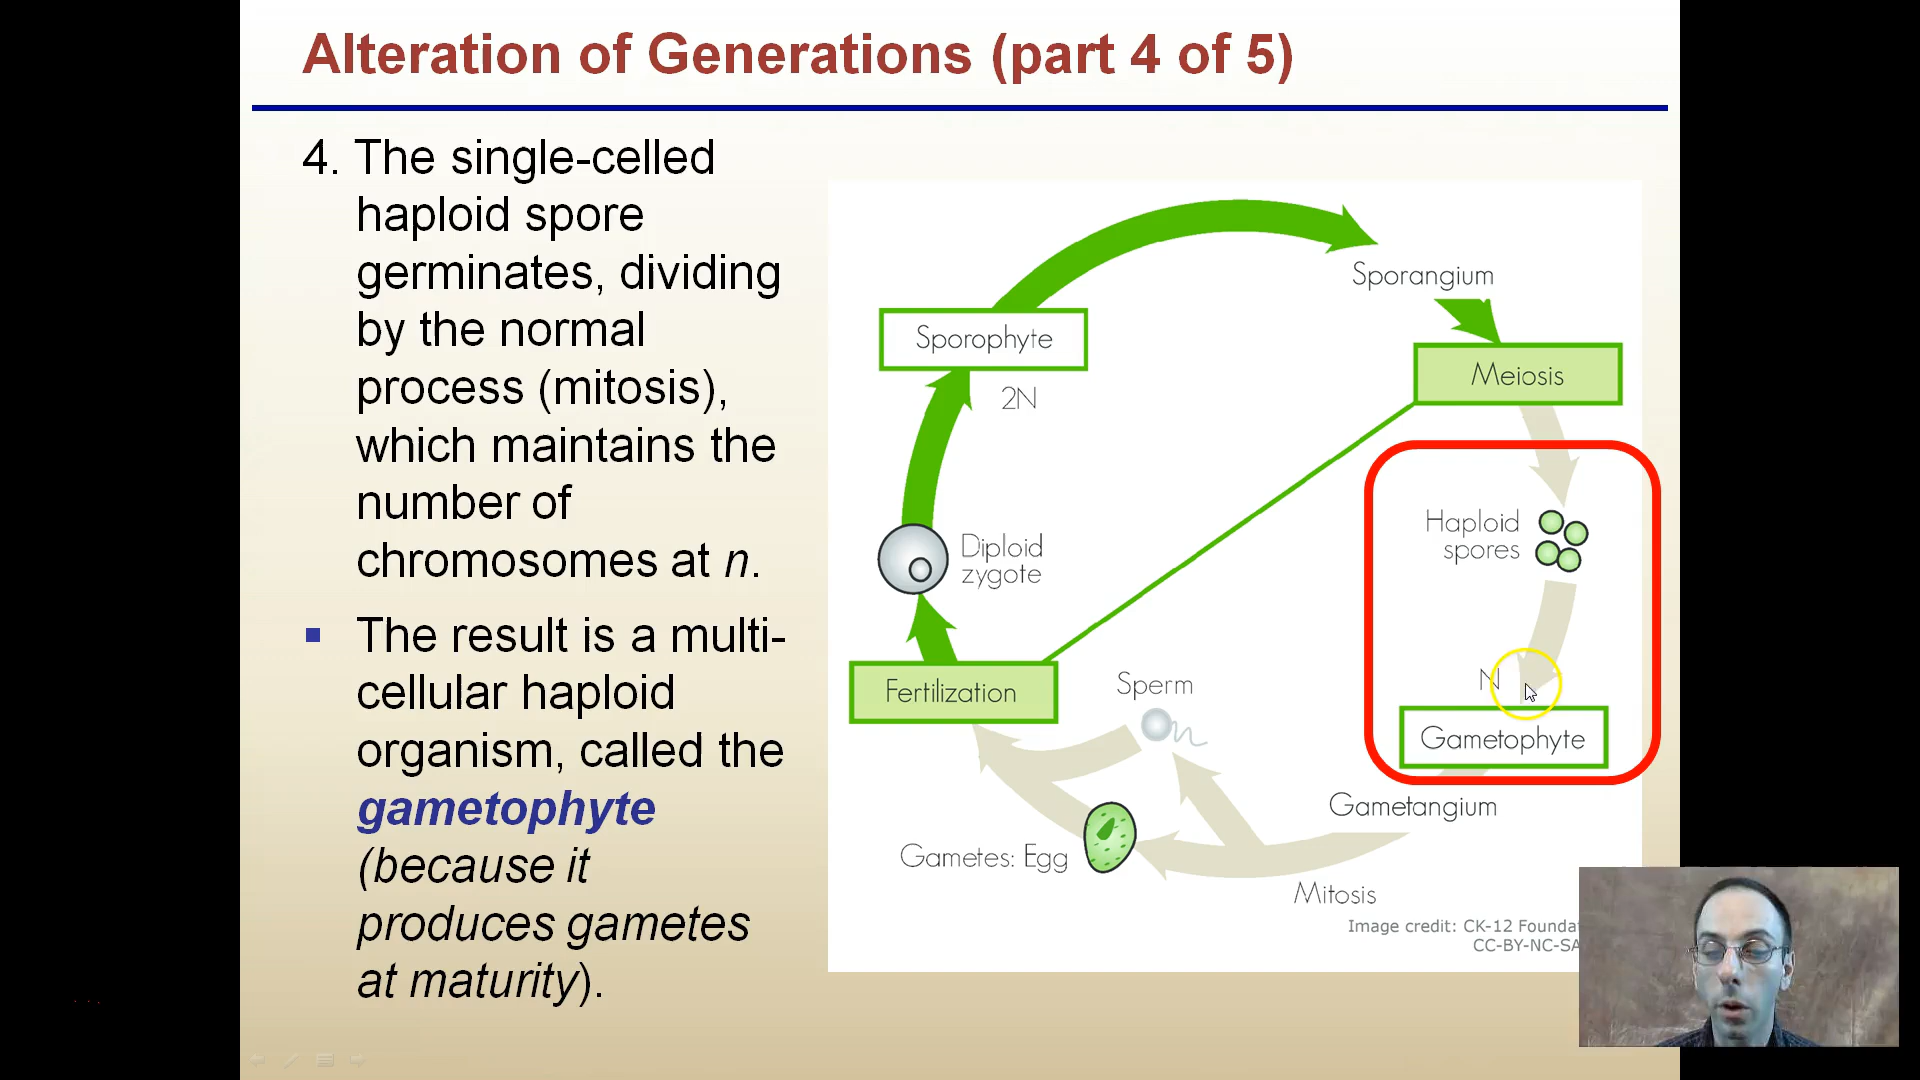 Alteration of Generations (part 4 of 5)
4. The single-celled
haploid spore
germinates, dividing
by the normal
process (mitosis),
which maintains the
number of
chromosomes at n.
The result is a multi-
cellular haploid
organism, called the
gametophyte
(because it
produces gametes
at maturity).
Sporangium
Sporophyte
Meiosis
2N
Haploid
spores
Diploid
zygote
N
Sperm
Fertilization
Gametophyte
Gametangium
Gametes: Egg
Mitosis
Image credit: CK-12
CC-BY-NC-SA